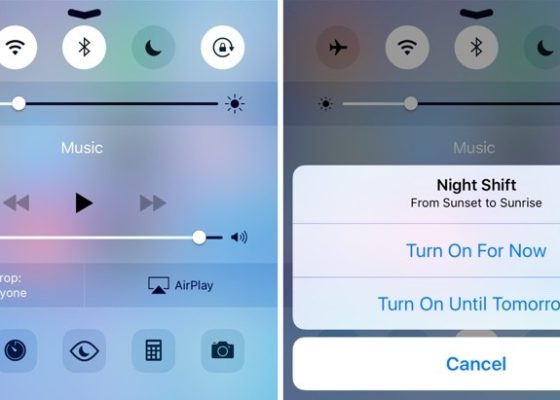 Music
rop:
yone
AirPlay
Music
Night Shift
From Sunset to Sunrise
Turn On For Now
Turn On Until Tomorro
Cancel